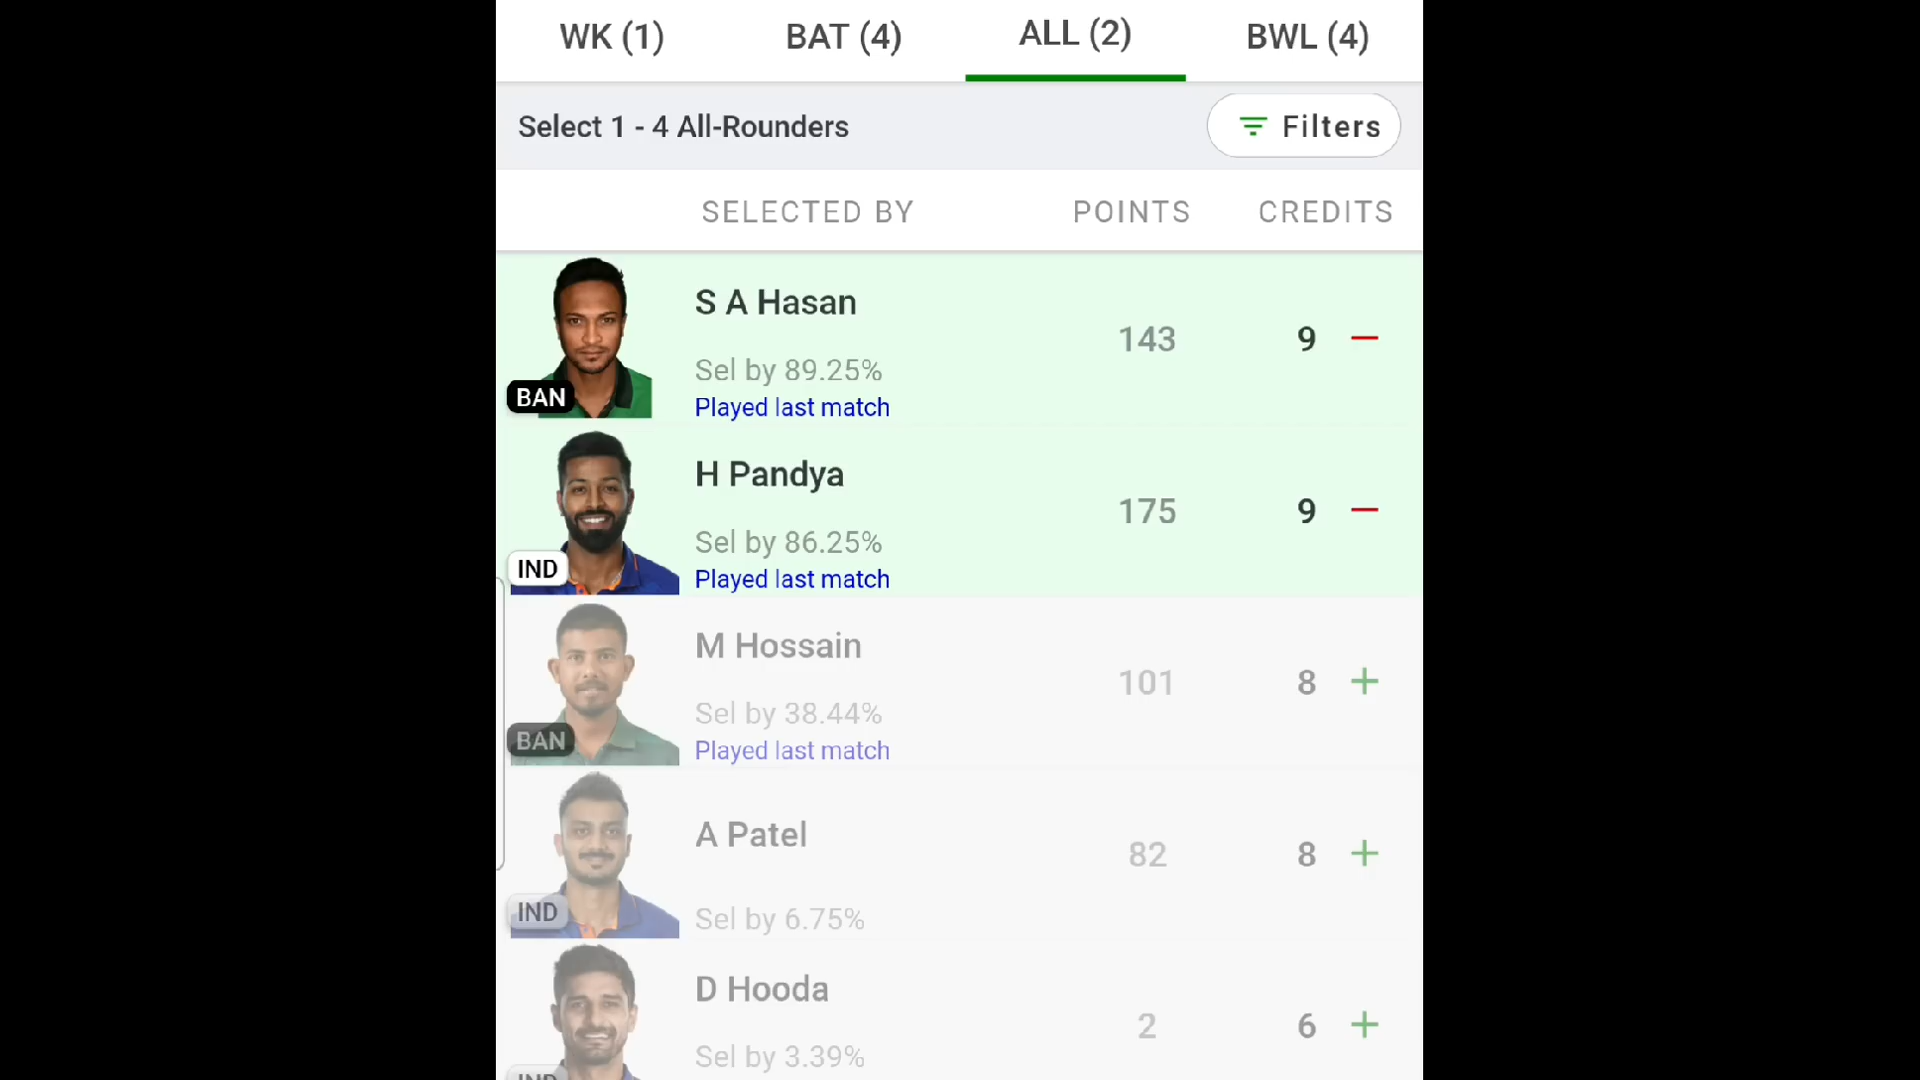 WK (1) BAT (4) ALL (2) BWL (4)
Select 1 - 4 All-Rounders Filters
SELECTED BY POINTS CREDITS
S A Hasan
143 9
Sel by 89.25%
Played last match
BAN
H Pandya
175 9
Sel by 86.25%
Played last match
IND
M Hossain
101 8
Sel by 38.44%
Played last match
BAN
A Patel
82 8
Sel by 6.75%
IND
D Hooda
2 6
Sel by 3.39%
IND